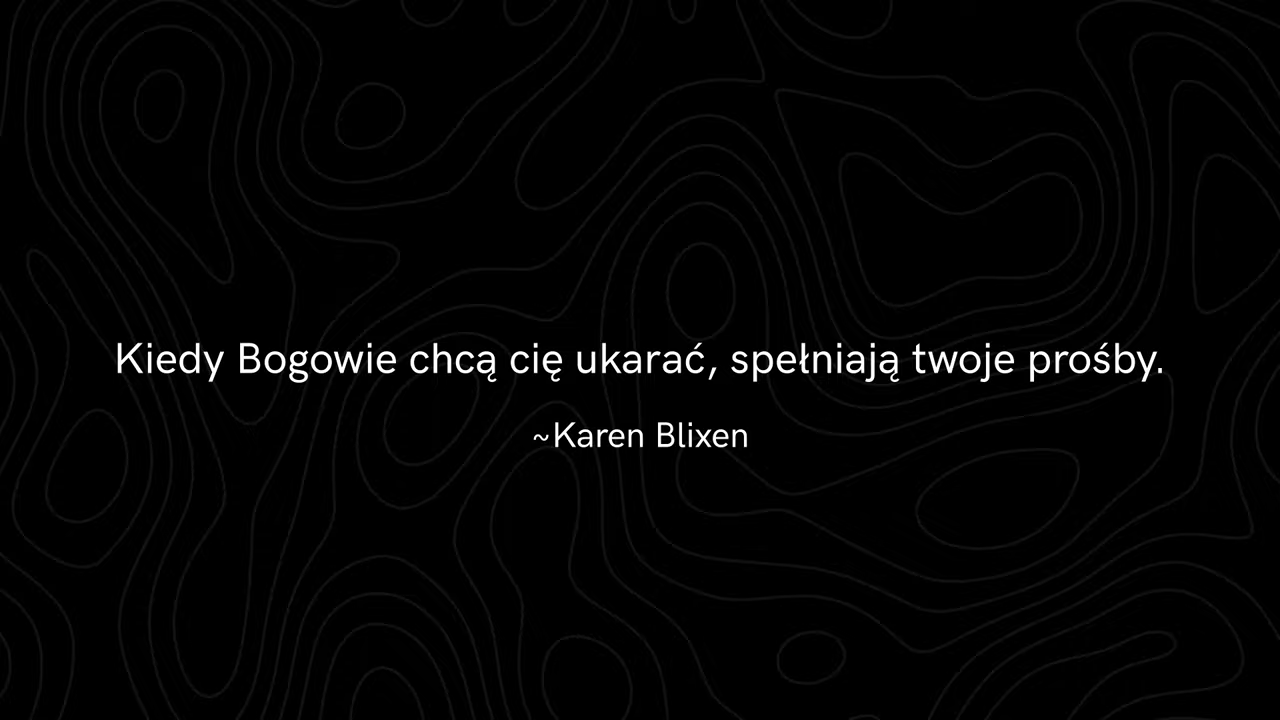 Kiedy Bogowie chcą cię ukarać, spełniają twoje prośby.
~Karen Blixen